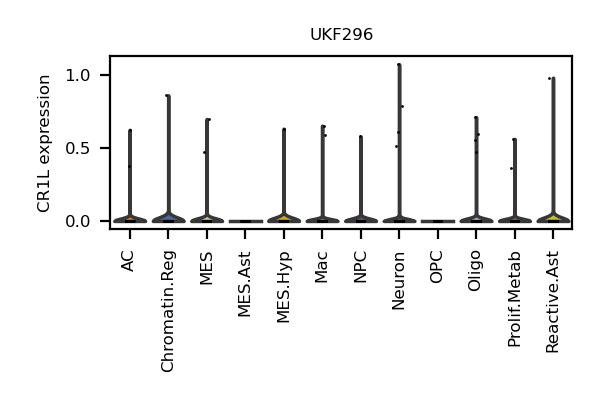 UKF296
CR1L expression
1.0
0.5
0.0
AC
Chromatin.Reg
MES
MES.Ast
MES.Hyp
Mac
NPC
Neuron
OPC
Oligo
Prolif.Metab
Reactive.Ast